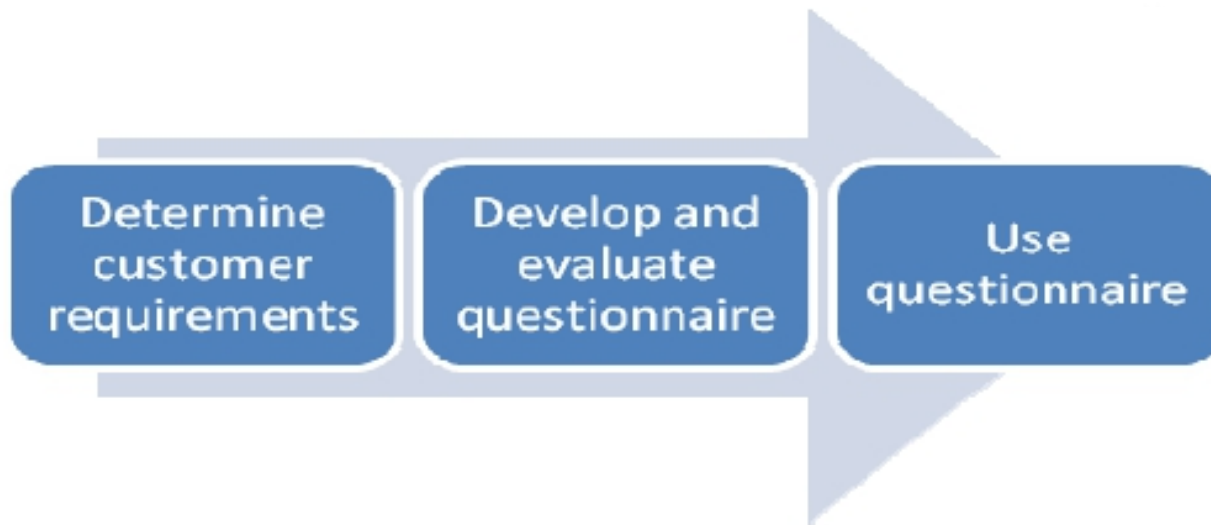 Determine
customer
requirements
Develop and
evaluate
questionnaire
Use
questionnaire